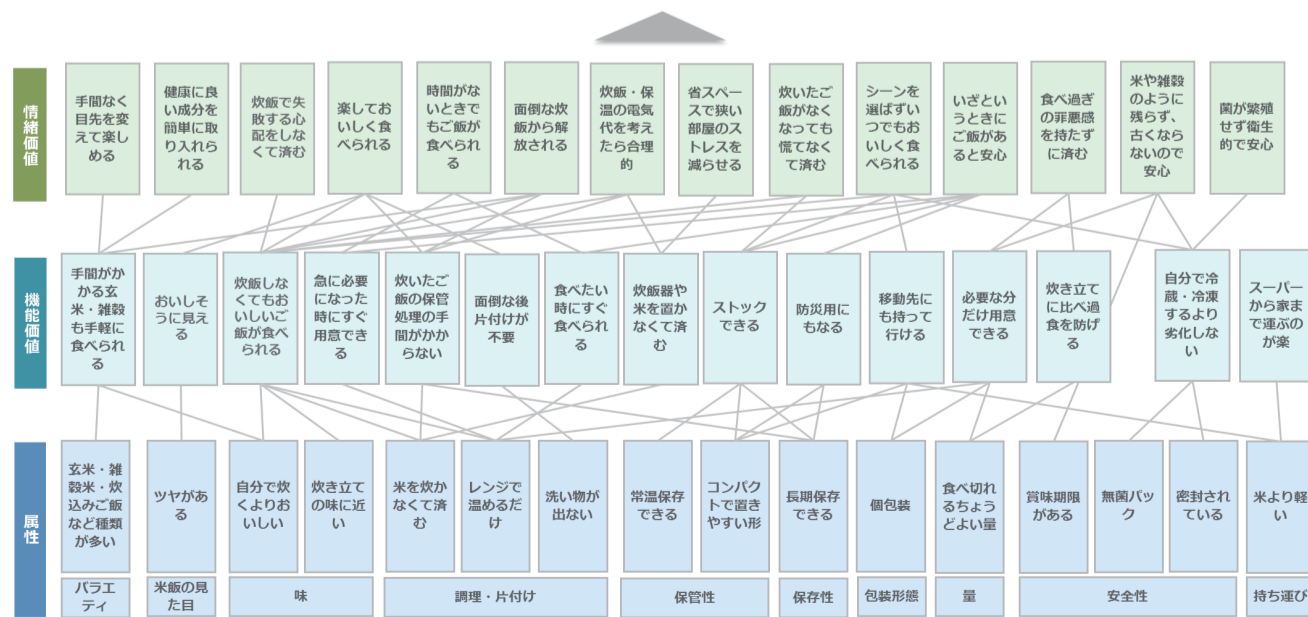 情緒価値
手間なく
目先を変
えて楽し
める
健康に良
い成分を
簡単に取
り入れら
れる
炊飯で失
敗する心
配をしな
くて済む
楽してお
いしく食
べられる
時間がな
いときで
もご飯が
食べられ
る
面倒な炊
飯から解
放される
炊飯・保
温の電気
代を考え
たら合理
的
省スペー
スで狭い
部屋のス
トレスを
減らせる
炊いたご
飯がなく
なっても
慌てなく
て済む
シーンを
選ばずい
つでもお
いしく食
べられる
いざとい
うときに
ご飯があ
ると安心
食べ過ぎ
の罪悪感
を持たず
に済む
米や雑穀
のように
残らず、
古くなら
ないので
安心
菌が繁殖
せず衛生
的で安心
機能価値
手間がか
かる玄
米・雑穀
も手軽に
食べられ
る
おいしそ
うに見え
る
炊飯しな
くてもお
いしいご
飯が食べ
られる
急に必要
になった
時にすぐ
用意でき
る
炊いたご
飯の保管
処理の手
間がかか
らない
面倒な後
片付けが
不要
食べたい
時にすぐ
食べられ
る
炊飯器や
米を置か
なくて済
む
ストック
できる
防災用に
もなる
移動先に
も持って
行ける
必要な分
だけ用意
できる
炊き立て
に比べ過
食を防げ
る
自分で冷
蔵・冷凍
するより
劣化しな
い
スーパー
から家ま
で運ぶの
が楽
属性
玄米・雑
穀米・炊
込みご飯
など種類
が多い
ツヤがあ
る
自分で炊
くよりお
いしい
炊き立て
の味に近
い
米を炊か
なくて済
む
レンジで
温めるだ
け
洗い物が
出ない
常温保存
できる
コンパク
トで置き
やすい形
長期保存
できる
個包装
食べ切れ
るちょう
どよい量
賞味期限
がある
無菌パッ
ク
密封され
ている
米より軽
い
バラエ
ティ
米飯の見
た目
味
調理・片付け
保管性
保存性
包装形態
量
安全性
持ち運び